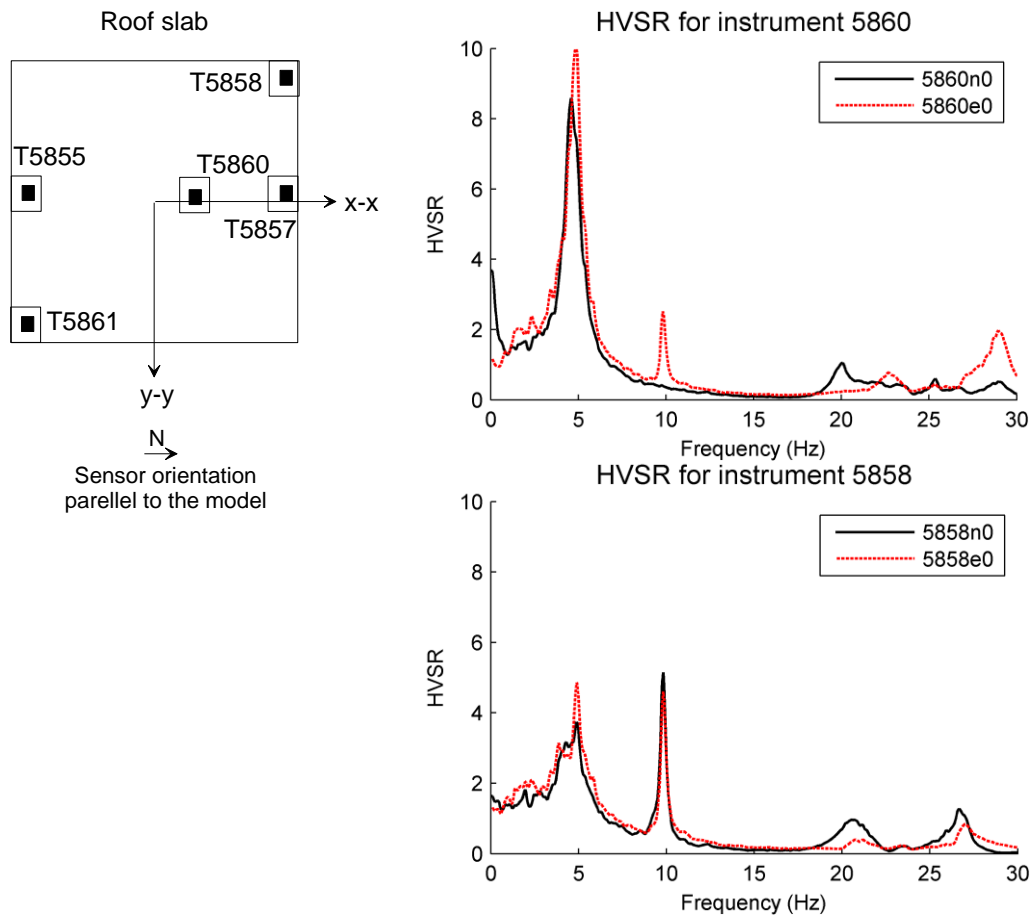 Roof slab
T5858
T5855
T5860
x-x
T5857
T5861
y-y
N
Sensor orientation
parellel to the model
HVSR for instrument 5860
10
8
6
4
2
0
HVSR
5860n0
5860e0
0 5 10 15 20 25 30
Frequency (Hz)
HVSR for instrument 5858
10
8
6
4
2
0
HVSR
5858n0
5858e0
0 5 10 15 20 25 30
Frequency (Hz)